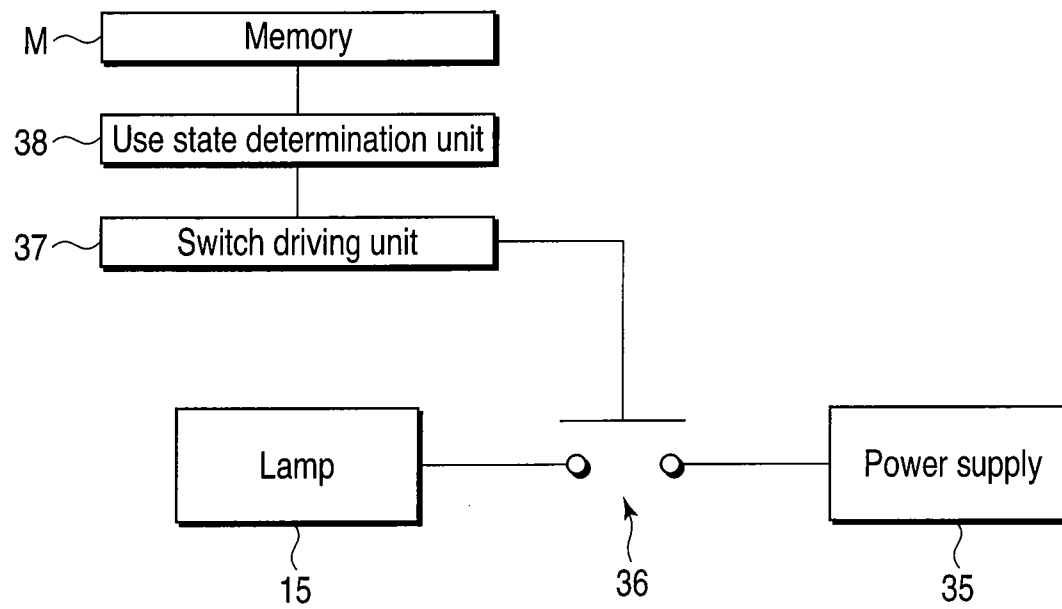 M
Memory
38
Use state determination unit
37
Switch driving unit
Lamp
Power supply
15
36
35